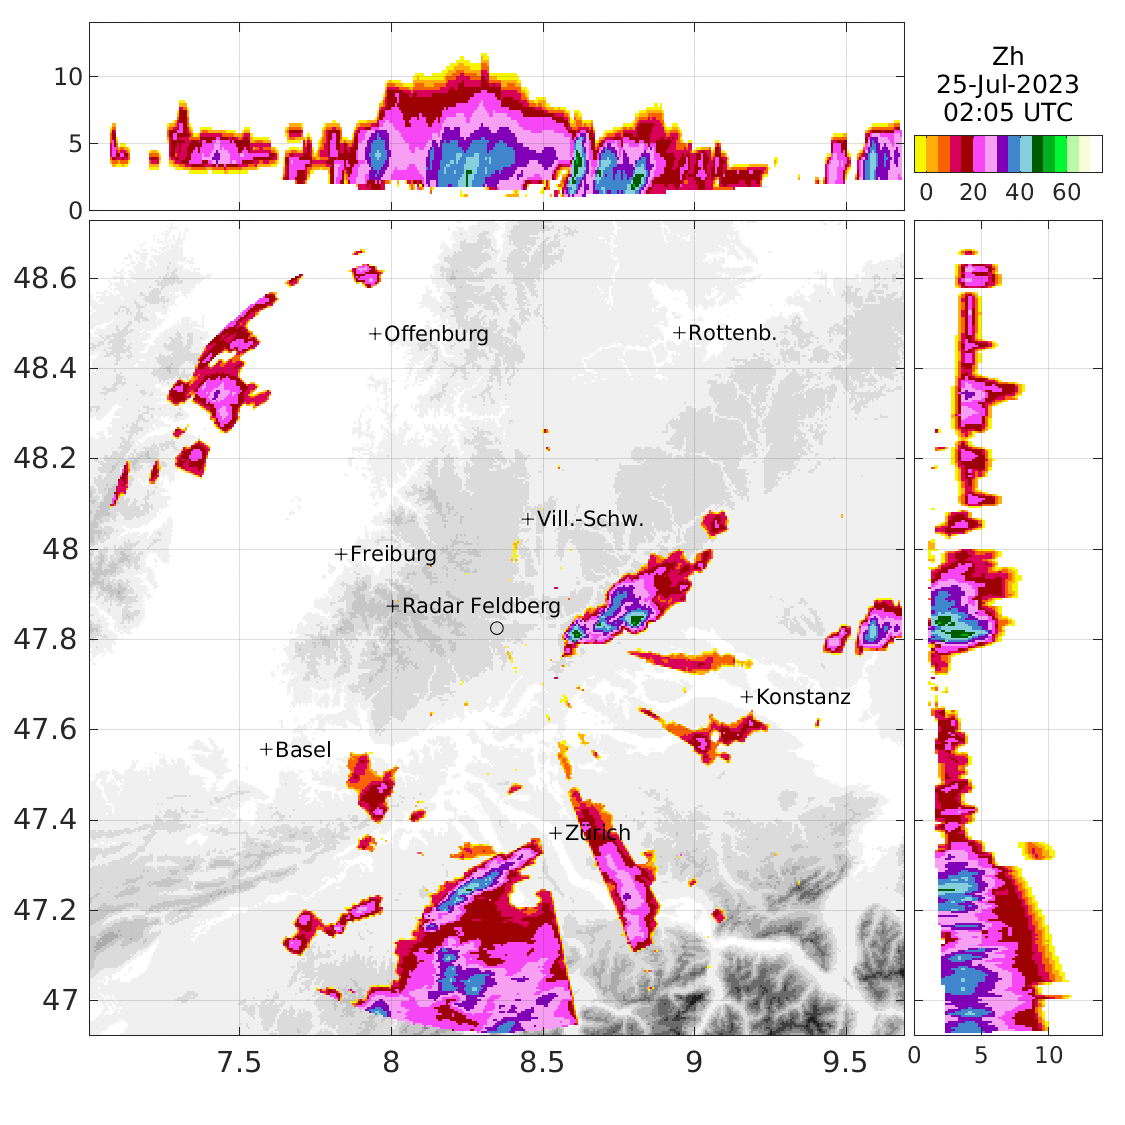 10
5
0
Zh
25-Jul-2023
02:05 UTC
0 20 40 60
48.6
48.4
48.2
48
47.8
47.6
47.4
47.2
47
+Offenburg
+Rottenb.
+Vill.-Schw.
+Freiburg
+Radar Feldberg
+Konstanz
+Basel
+Zürich
7.5 8 8.5 9 9.5
0 5 10